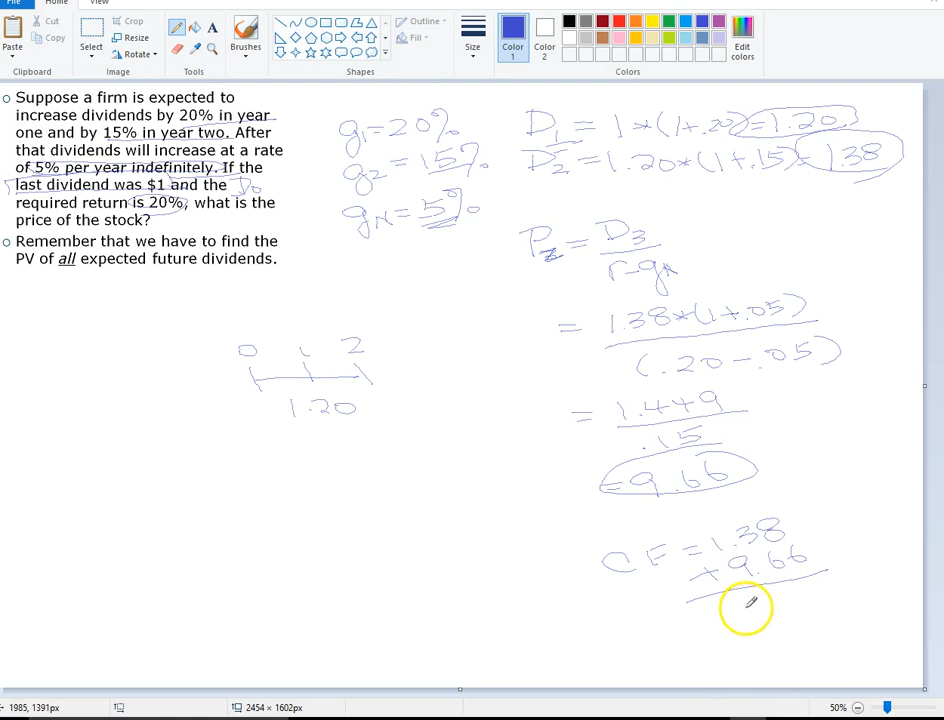 File Home View
Paste
Cut
Copy
Clipboard
Select
Crop
Resize
Rotate
Image
A
Tools
Brushes
Shapes
Outline
Fill
Size
Color 1
Color 2
Edit colors
Colors
Suppose a firm is expected to
increase dividends by 20% in year
one and by 15% in year two. After
that dividends will increase at a rate
of 5% per year indefinitely. If the
last dividend was $1 and the D0
required return is 20%, what is the
price of the stock?
Remember that we have to find the
PV of all expected future dividends.
g1=20%
g2=15%
gN=5%
D1 = 1*(1+.20)=1.20
D2 = 1.20*(1+.15)=1.38
P2 = D3
r-gN
= 1.38*(1+.05)
(.20-.05)
= 1.449
.15
=9.66
0 1 2
1.20
CF = 1.38
+ 9.66
1985, 1391px
2454 × 1602px
50%